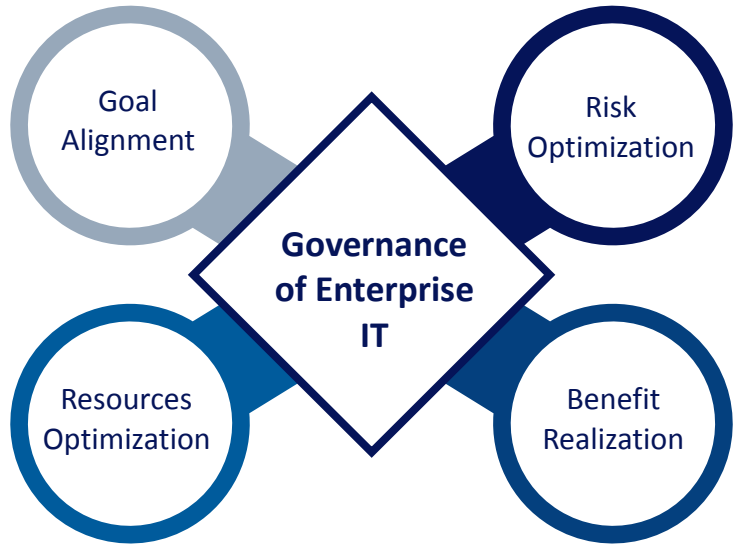 Goal
Alignment
Risk
Optimization
Governance
of Enterprise
IT
Resources
Optimization
Benefit
Realization